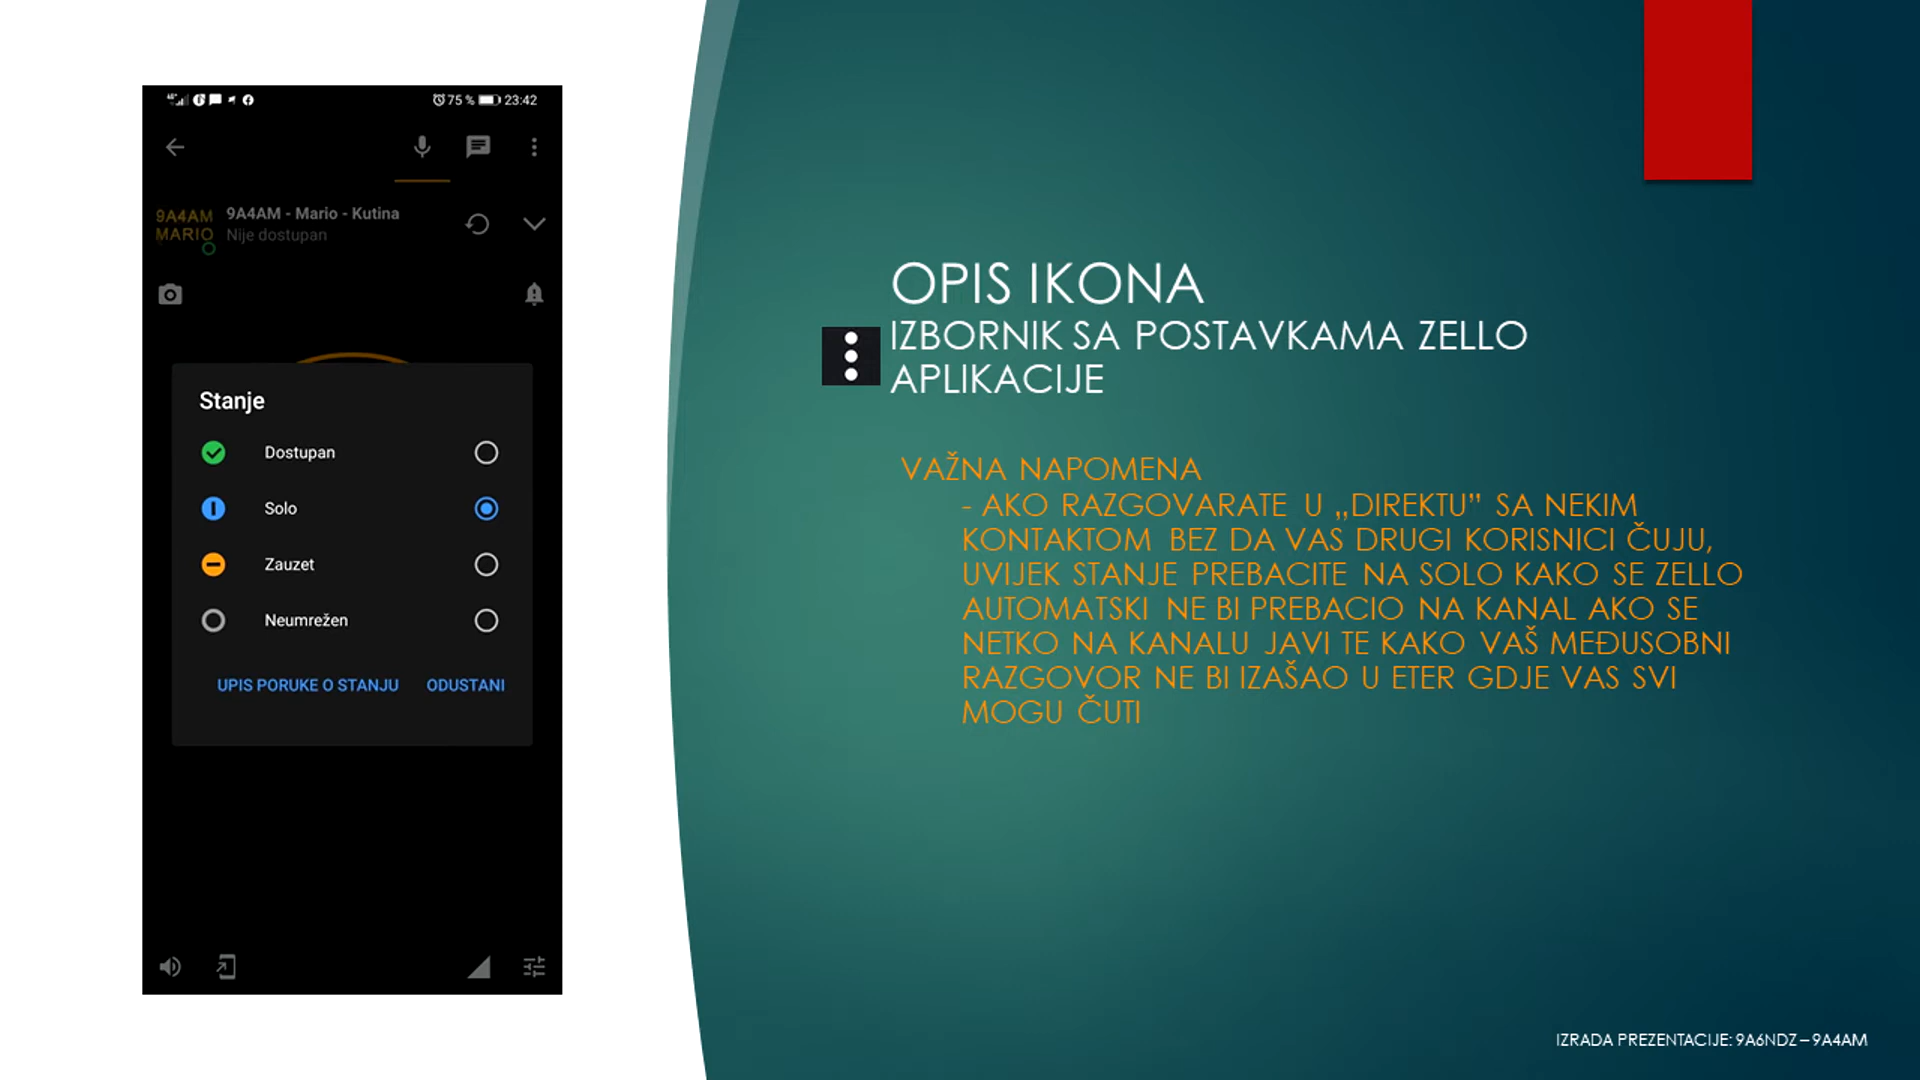 75 % 23:42
9A4AM
MARIO
9A4AM - Mario - Kutina
Nije dostupan
Stanje
Dostupan
Solo
Zauzet
Neumrežen
UPIS PORUKE O STANJU ODUSTANI
OPIS IKONA
IZBORNIK SA POSTAVKAMA ZELLO
APLIKACIJE
VAŽNA NAPOMENA
- AKO RAZGOVARATE U „DIREKTU” SA NEKIM
KONTAKTOM BEZ DA VAS DRUGI KORISNICI ČUJU,
UVIJEK STANJE PREBACITE NA SOLO KAKO SE ZELLO
AUTOMATSKI NE BI PREBACIO NA KANAL AKO SE
NETKO NA KANALU JAVI TE KAKO VAŠ MEĐUSOBNI
RAZGOVOR NE BI IZAŠAO U ETER GDJE VAS SVI
MOGU ČUTI
IZRADA PREZENTACIJE: 9A6NDZ – 9A4AM